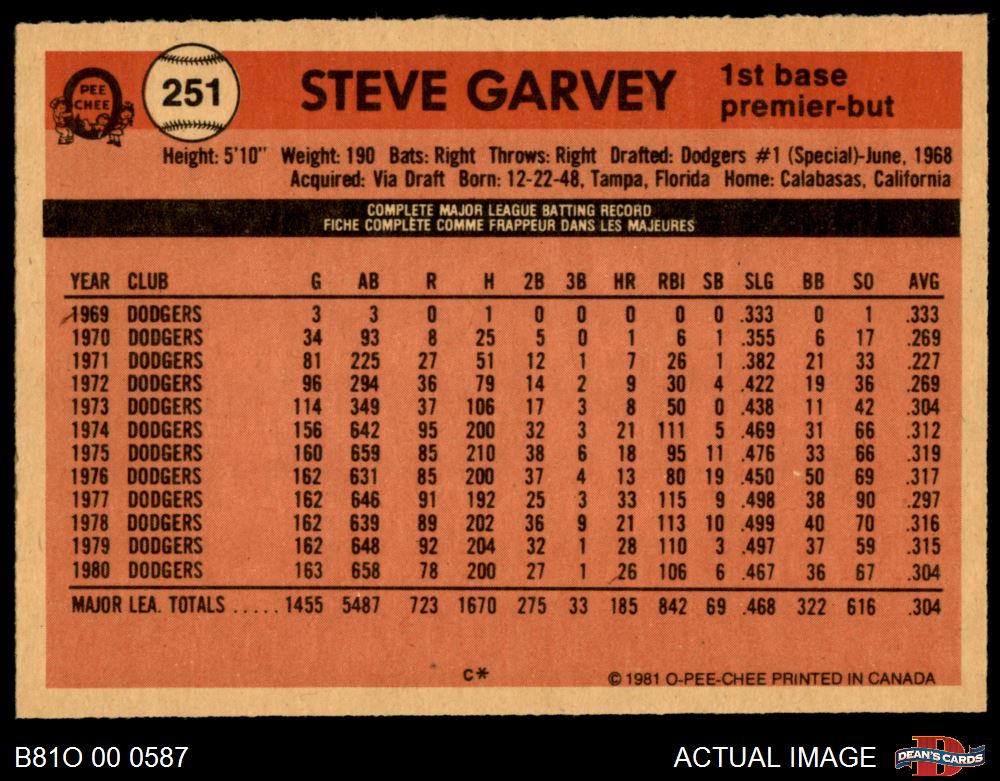 PEE
CHEE
251
STEVE GARVEY
1st base
premier-but
Height: 5'10" Weight: 190 Bats: Right Throws: Right Drafted: Dodgers #1 (Special)-June, 1968
Acquired: Via Draft Born: 12-22-48, Tampa, Florida Home: Calabasas, California
COMPLETE MAJOR LEAGUE BATTING RECORD
FICHE COMPLÈTE COMME FRAPPEUR DANS LES MAJEURES
YEAR CLUB G AB R H 2B 3B HR RBI SB SLG BB SO AVG
1969 DODGERS 3 3 0 1 0 0 0 0 0 .333 0 1 .333
1970 DODGERS 34 93 8 25 5 0 1 6 1 .355 6 17 .269
1971 DODGERS 81 225 27 51 12 1 7 26 1 .382 21 33 .227
1972 DODGERS 96 294 36 79 14 2 9 30 4 .422 19 36 .269
1973 DODGERS 114 349 37 106 17 3 8 50 0 .438 11 42 .304
1974 DODGERS 156 642 95 200 32 3 21 111 5 .469 31 66 .312
1975 DODGERS 160 659 85 210 38 6 18 95 11 .476 33 66 .319
1976 DODGERS 162 631 85 200 37 4 13 80 19 .450 50 69 .317
1977 DODGERS 162 646 91 192 25 3 33 115 9 .498 38 90 .297
1978 DODGERS 162 639 89 202 36 9 21 113 10 .499 40 70 .316
1979 DODGERS 162 648 92 204 32 1 28 110 3 .497 37 59 .315
1980 DODGERS 163 658 78 200 27 1 26 106 6 .467 36 67 .304
MAJOR LEA. TOTALS ..... 1455 5487 723 1670 275 33 185 842 69 .468 322 616 .304
C*
© 1981 O-PEE-CHEE PRINTED IN CANADA
B81O 00 0587
ACTUAL IMAGE
DEAN'S CARDS